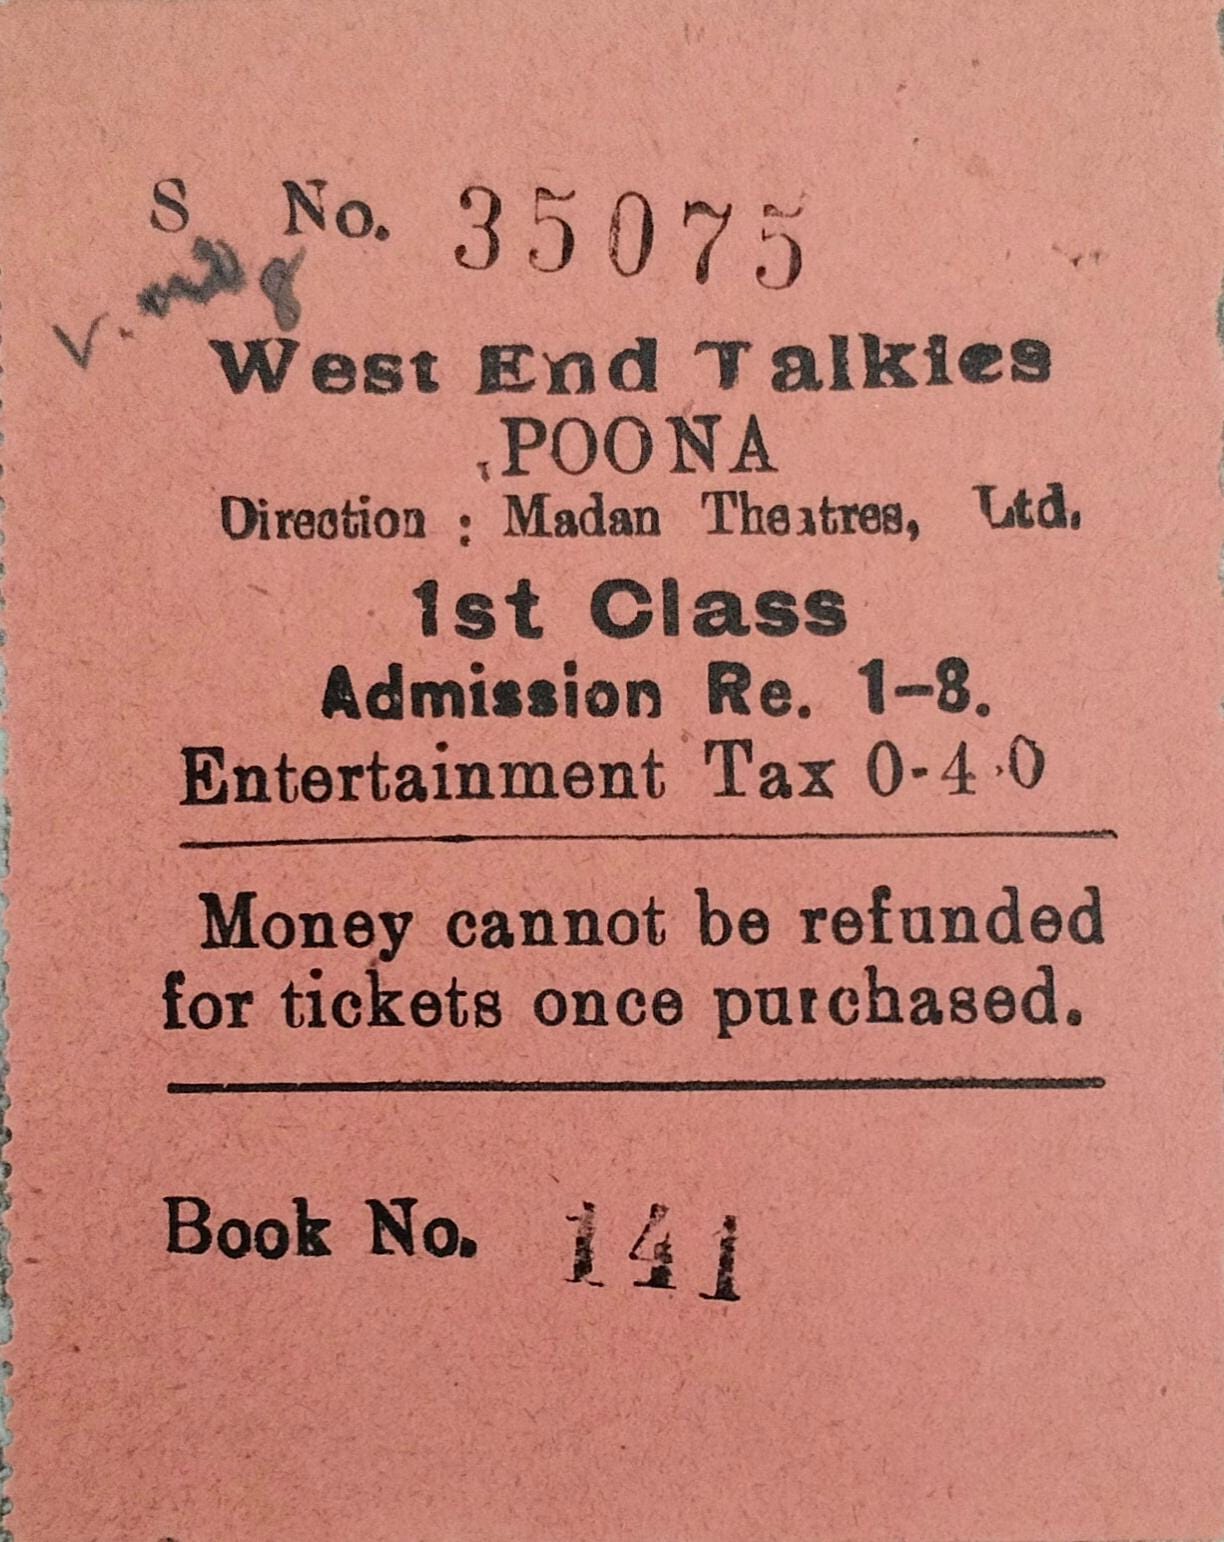 S No. 35075
West End Talkies
POONA
Direction : Madan Theatres, Ltd.
1st Class
Admission Re. 1-8.
Entertainment Tax 0-4-0
Money cannot be refunded
for tickets once purchased.
Book No. 141